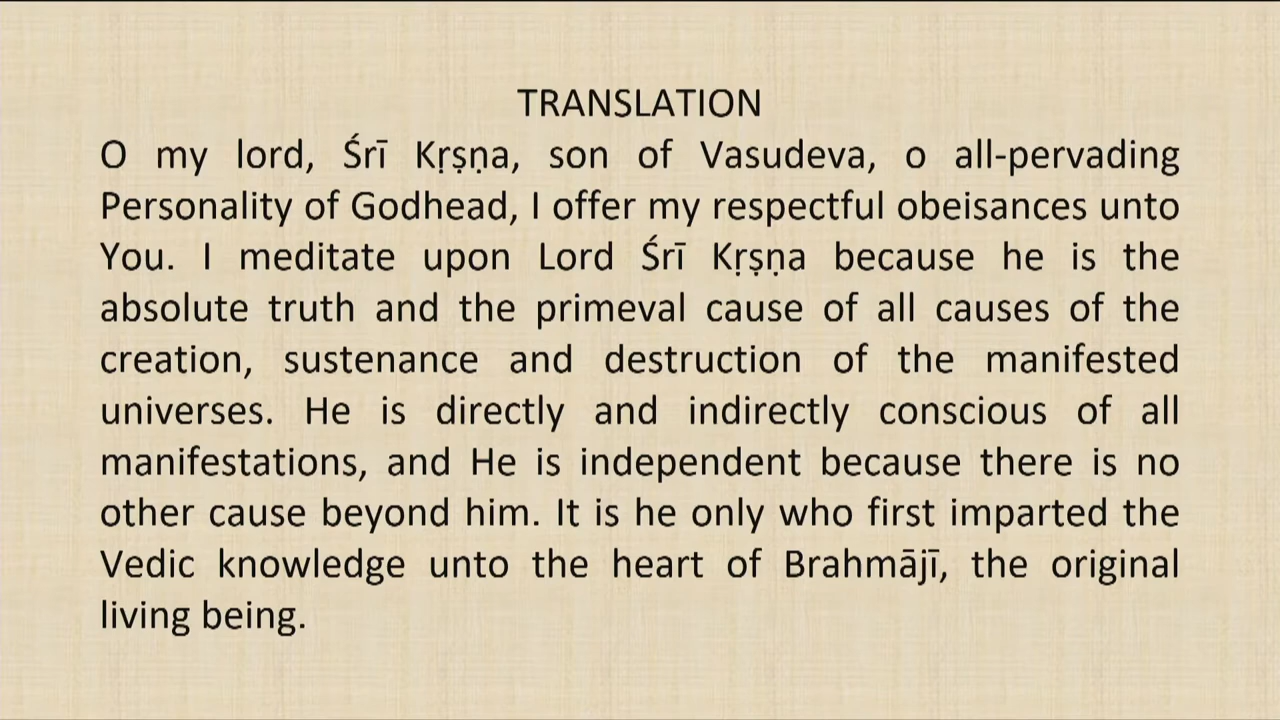 TRANSLATION
O my lord, Śrī Kṛṣṇa, son of Vasudeva, o all-pervading
Personality of Godhead, I offer my respectful obeisances unto
You. I meditate upon Lord Śrī Kṛṣṇa because he is the
absolute truth and the primeval cause of all causes of the
creation, sustenance and destruction of the manifested
universes. He is directly and indirectly conscious of all
manifestations, and He is independent because there is no
other cause beyond him. It is he only who first imparted the
Vedic knowledge unto the heart of Brahmājī, the original
living being.